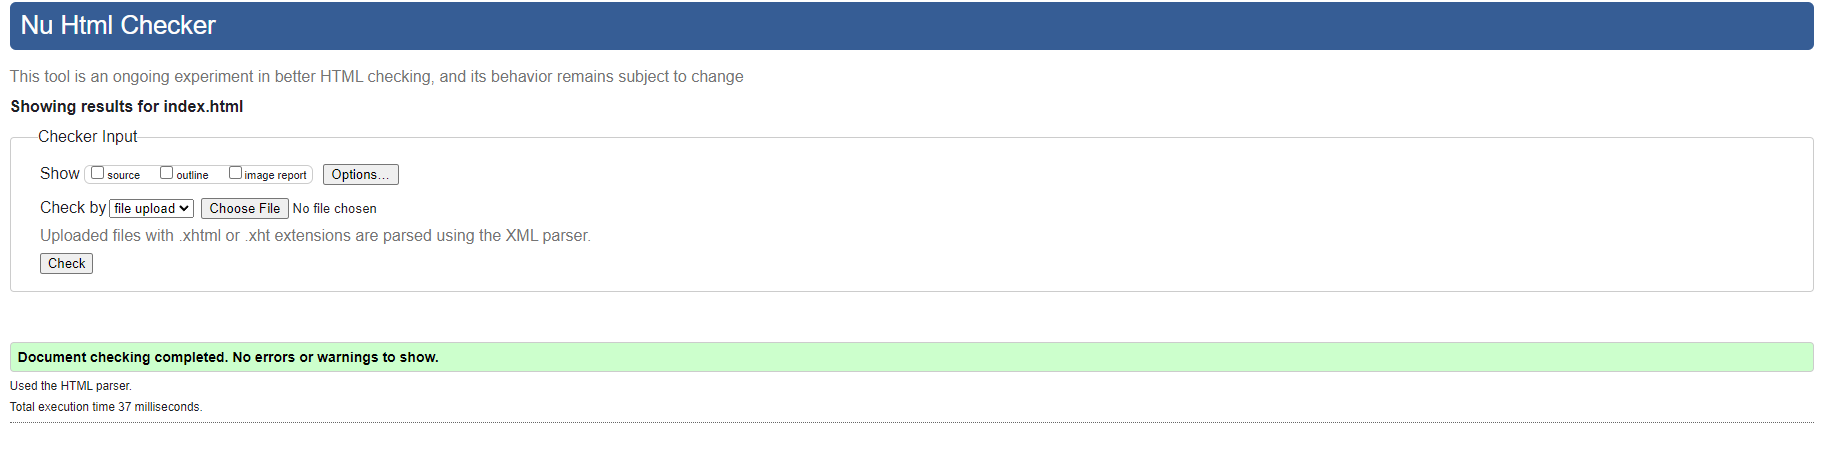 Nu Html Checker
This tool is an ongoing experiment in better HTML checking, and its behavior remains subject to change
Showing results for index.html
Checker Input
Show source outline image report Options...
Check by file upload Choose File No file chosen
Uploaded files with .xhtml or .xht extensions are parsed using the XML parser.
Check
Document checking completed. No errors or warnings to show.
Used the HTML parser.
Total execution time 37 milliseconds.